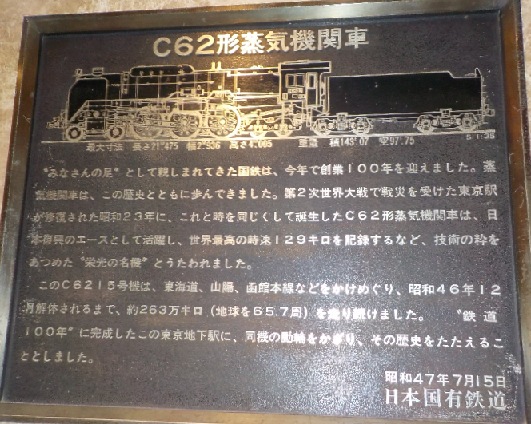 C62形蒸気機関車
最大寸法 長さ21"475 幅2"936 高さ4"005 重量 積143"07 空97"75
"みなさんの足"として親しまれてきた国鉄は、今年で創業100年を迎えました。蒸
気機関車は、この歴史とともに歩んできました。第2次世界大戦で戦災を受けた東京駅
が修復された昭和23年に、これと時を同じくして誕生したC62形蒸気機関車は、日
本復興のエースとして活躍し、世界最高の時速129キロを記録するなど、技術の粋を
あつめた"栄光の名機"とうたわれました。
このC6215号機は、東海道、山陽、函館本線などをかけめぐり、昭和46年12
月解体されるまで、約263万キロ（地球を65.7周）を走り続けました。 "鉄道
100年"に完成したこの東京地下駅に、同機の動輪をかざり、その歴史をたたえるこ
ととしました。
昭和47年7月15日
日本国有鉄道